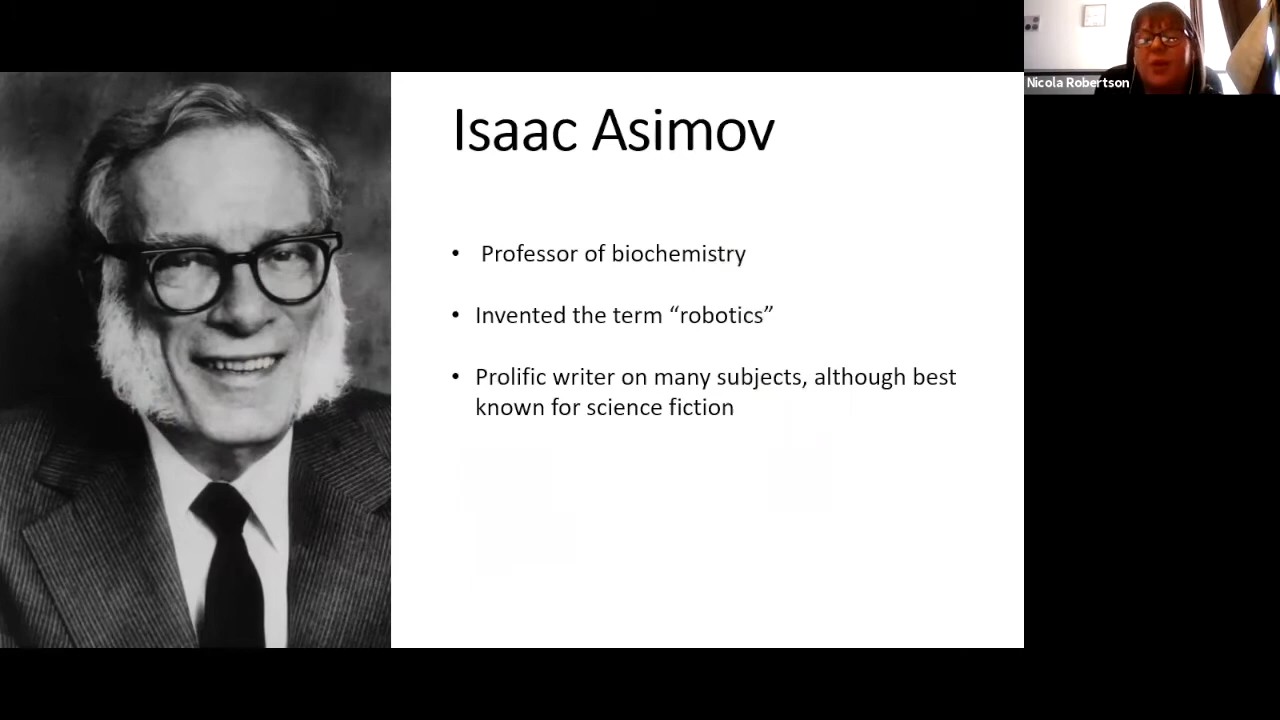 Isaac Asimov
• Professor of biochemistry
• Invented the term “robotics”
• Prolific writer on many subjects, although best
known for science fiction
Nicola Robertson